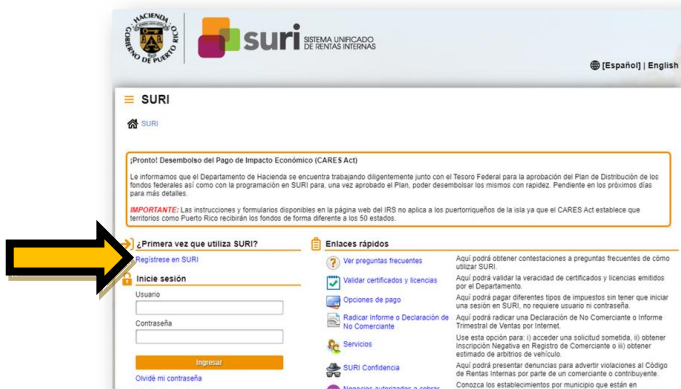 HACIENDA
GOBIERNO DE PUERTO RICO
suri SISTEMA UNIFICADO
DE RENTAS INTERNAS
[Español] | English
SURI
SURI
¡Pronto! Desembolso del Pago de Impacto Económico (CARES Act)
Le informamos que el Departamento de Hacienda se encuentra trabajando diligentemente junto con el Tesoro Federal para la aprobación del Plan de Distribución de los
fondos federales así como con la programación en SURI para, una vez aprobado el Plan, poder desembolsar los mismos con rapidez. Pendiente en los próximos días
para más detalles.
IMPORTANTE: Las instrucciones y formularios disponibles en la página web del IRS no aplica a los puertorriqueños de la isla ya que el CARES Act establece que
territorios como Puerto Rico recibirán los fondos de forma diferente a los 50 estados.
¿Primera vez que utiliza SURI?
Regístrese en SURI
Inicie sesión
Usuario
Contraseña
Ingresar
Olvidé mi contraseña
Enlaces rápidos
Ver preguntas frecuentes
Aquí podrá obtener contestaciones a preguntas frecuentes de cómo
utilizar SURI.
Validar certificados y licencias
Aquí podrá validar la veracidad de certificados y licencias emitidos
por el Departamento.
Opciones de pago
Aquí podrá pagar diferentes tipos de impuestos sin tener que iniciar
una sesión en SURI, no requiere usuario ni contraseña.
Radicar Informe o Declaración de
No Comerciante
Aquí podrá radicar una Declaración de No Comerciante o Informe
Trimestral de Ventas por Internet.
Servicios
Use esta opción para: i) acceder una solicitud sometida, ii) obtener
Inscripción Negativa en Registro de Comerciante o iii) obtener
estimado de arbitrios de vehículo.
SURI Confidencia
Aquí podrá presentar denuncias para advertir violaciones al Código
de Rentas Internas por parte de un comerciante o contribuyente.
Negocios autorizados a cobrar
Conozca los establecimientos por municipio que están en